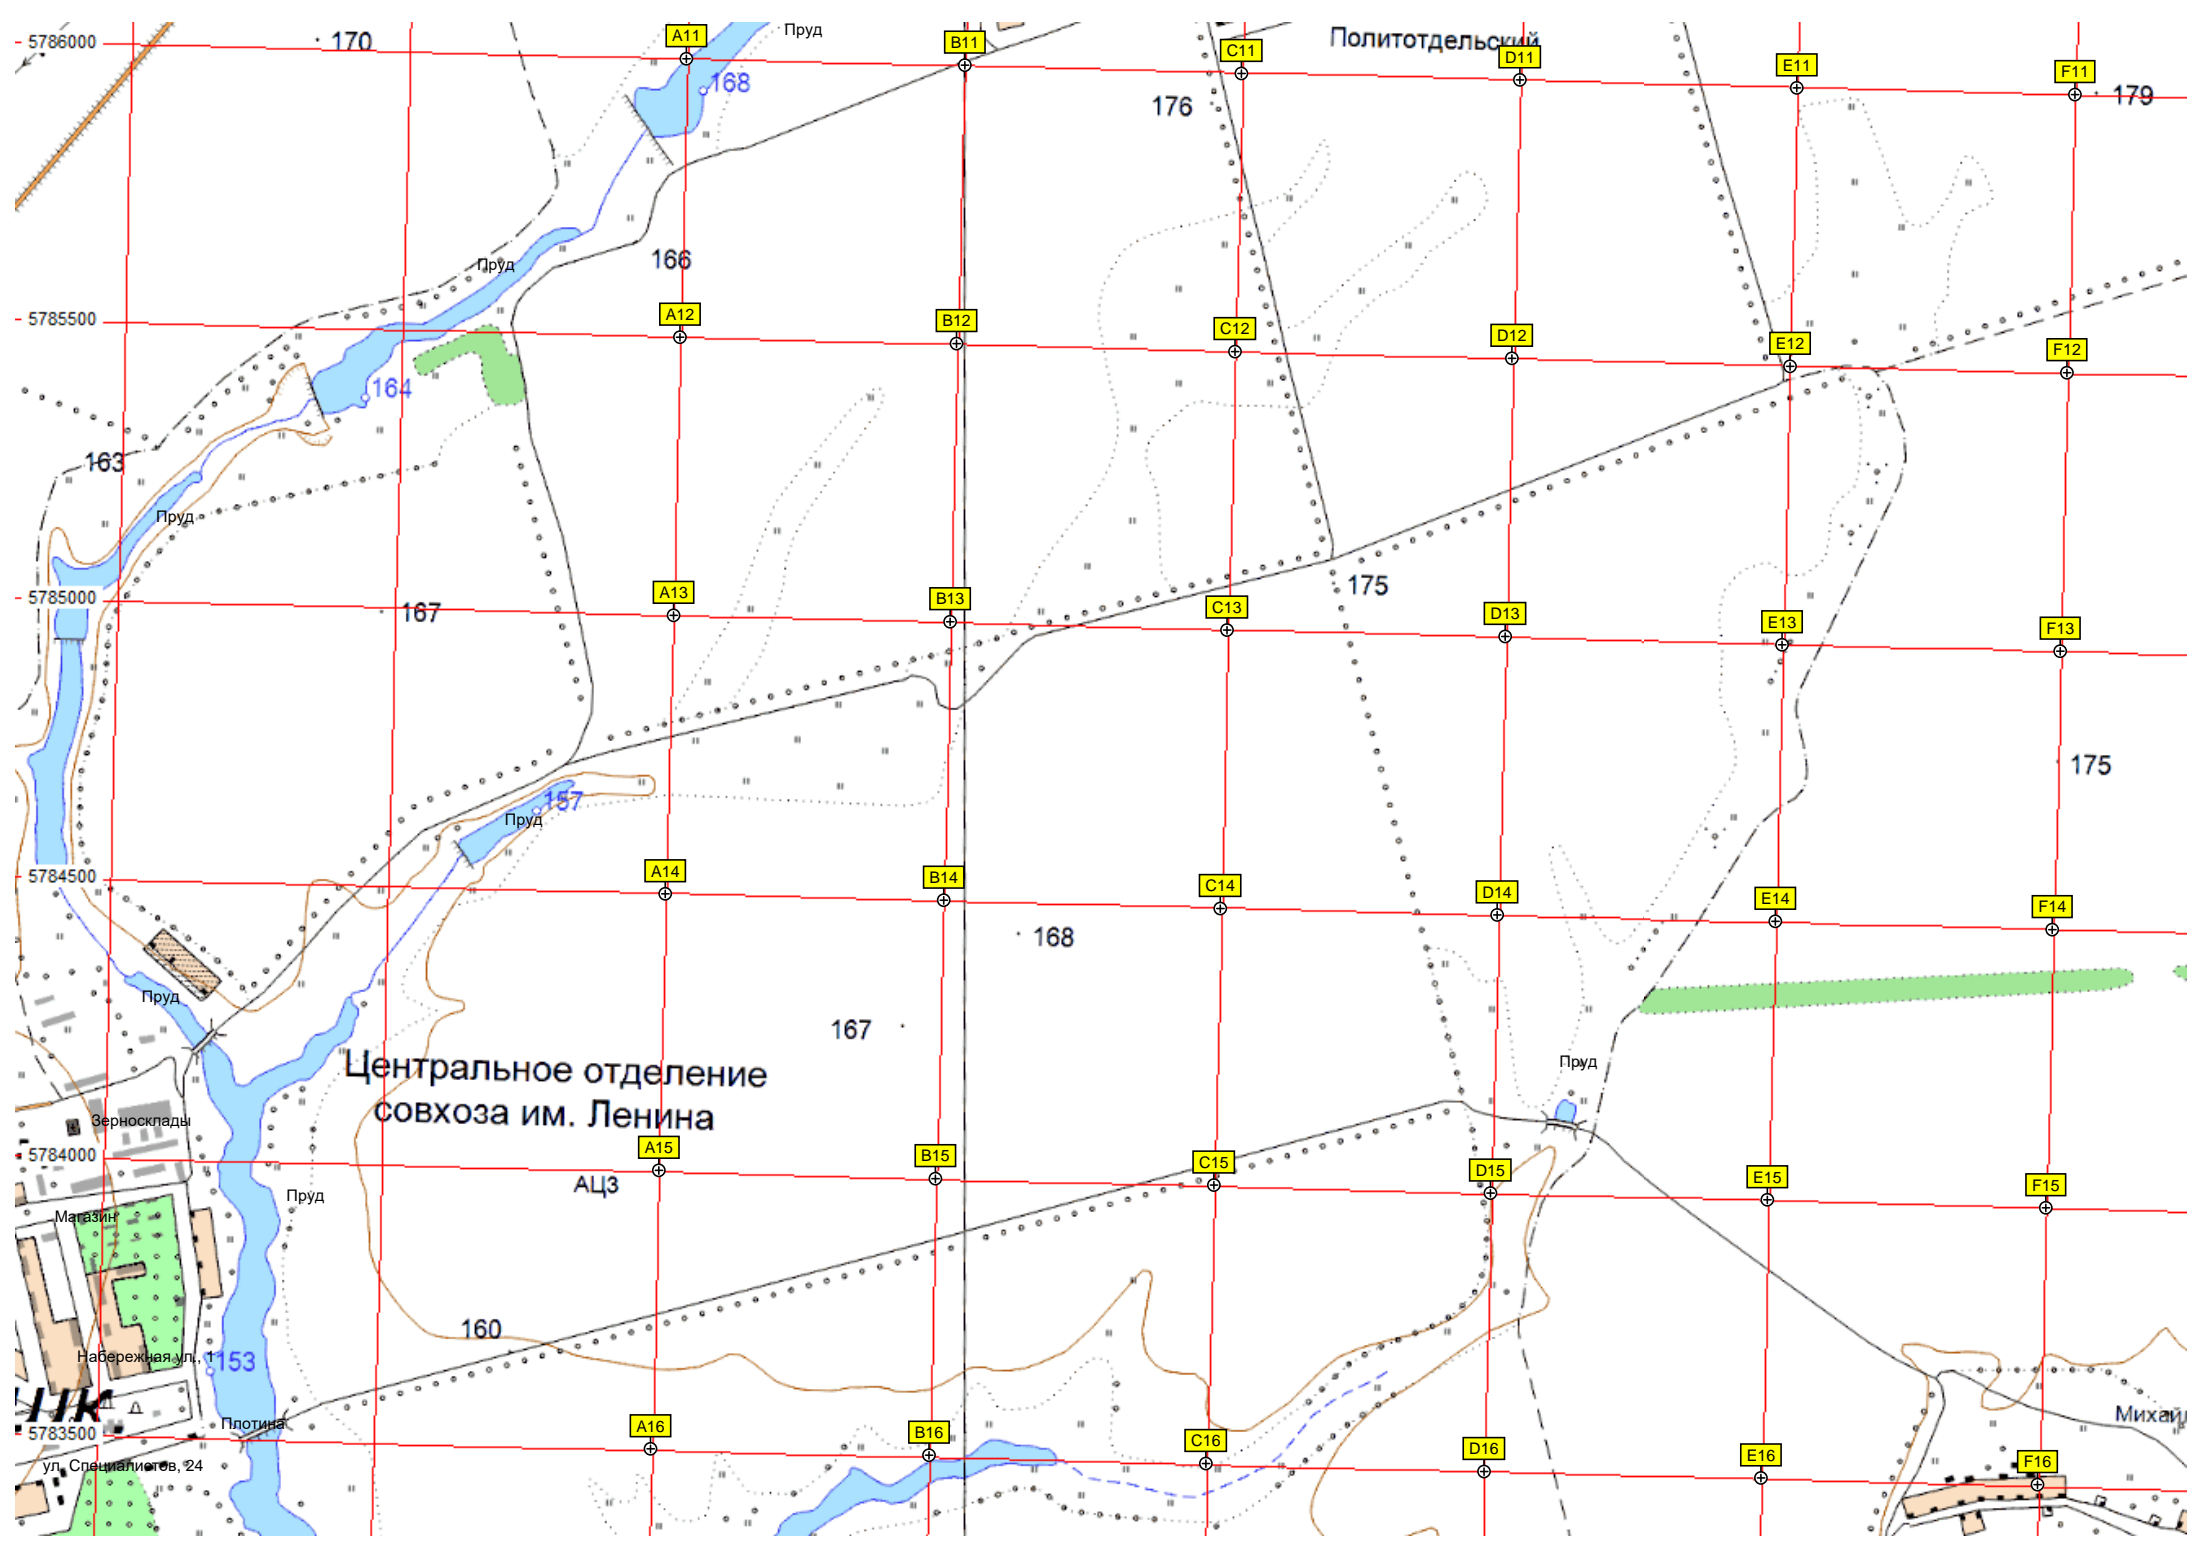 Пруд
A11
5786000
170
B11
Политотдельский
C11
D11
E11
F11
168
179
176
166
Пруд
5785500
A12
B12
C12
D12
E12
F12
164
163
Пруд
175
5785000
A13
B13
C13
D13
E13
F13
167
175
157
Пруд
5784500
A14
B14
C14
D14
E14
F14
168
Пруд
167
Пруд
Центральное отделение
совхоза им. Ленина
Зерносклады
5784000
A15
B15
C15
D15
E15
F15
АЦЗ
Пруд
Магазин
160
Набережная ул., 1
153
Плотина
5783500
A16
B16
C16
D16
E16
F16
ул. Специалистов, 24